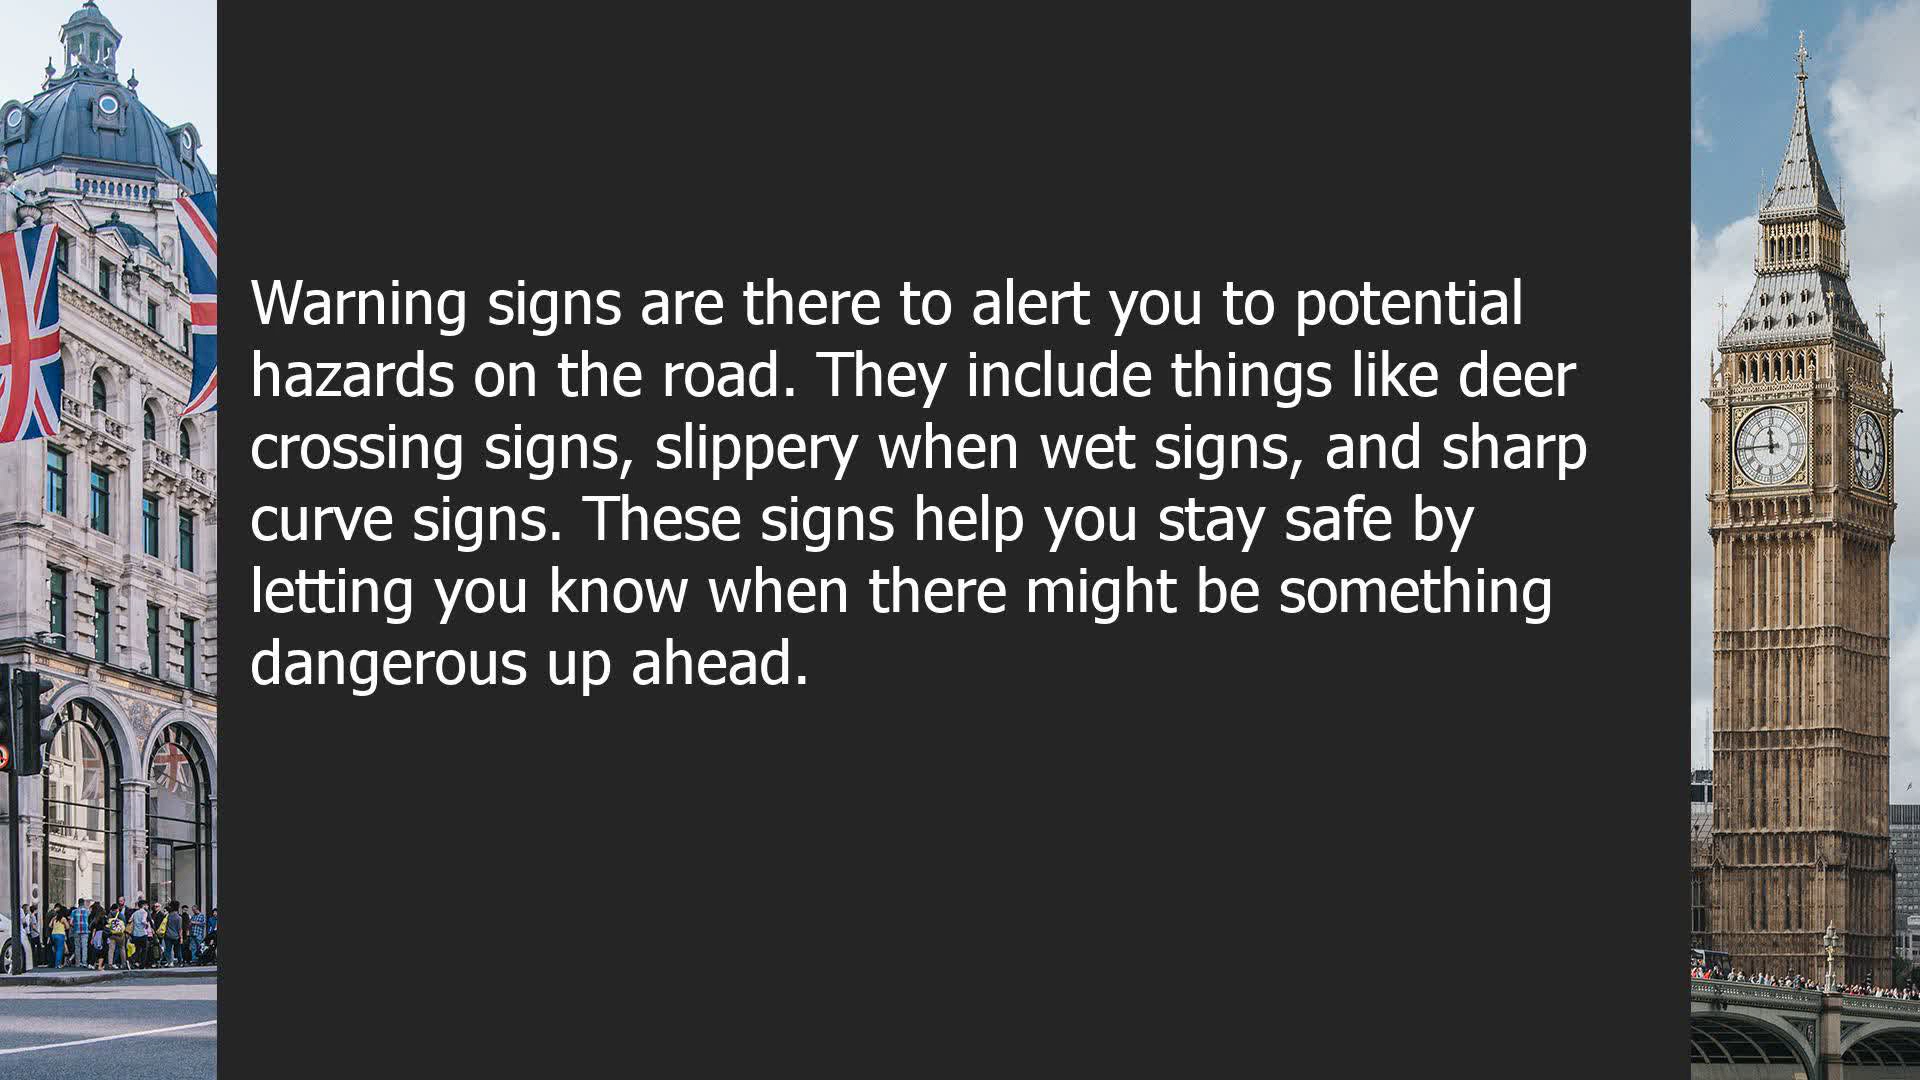 Warning signs are there to alert you to potential
hazards on the road. They include things like deer
crossing signs, slippery when wet signs, and sharp
curve signs. These signs help you stay safe by
letting you know when there might be something
dangerous up ahead.